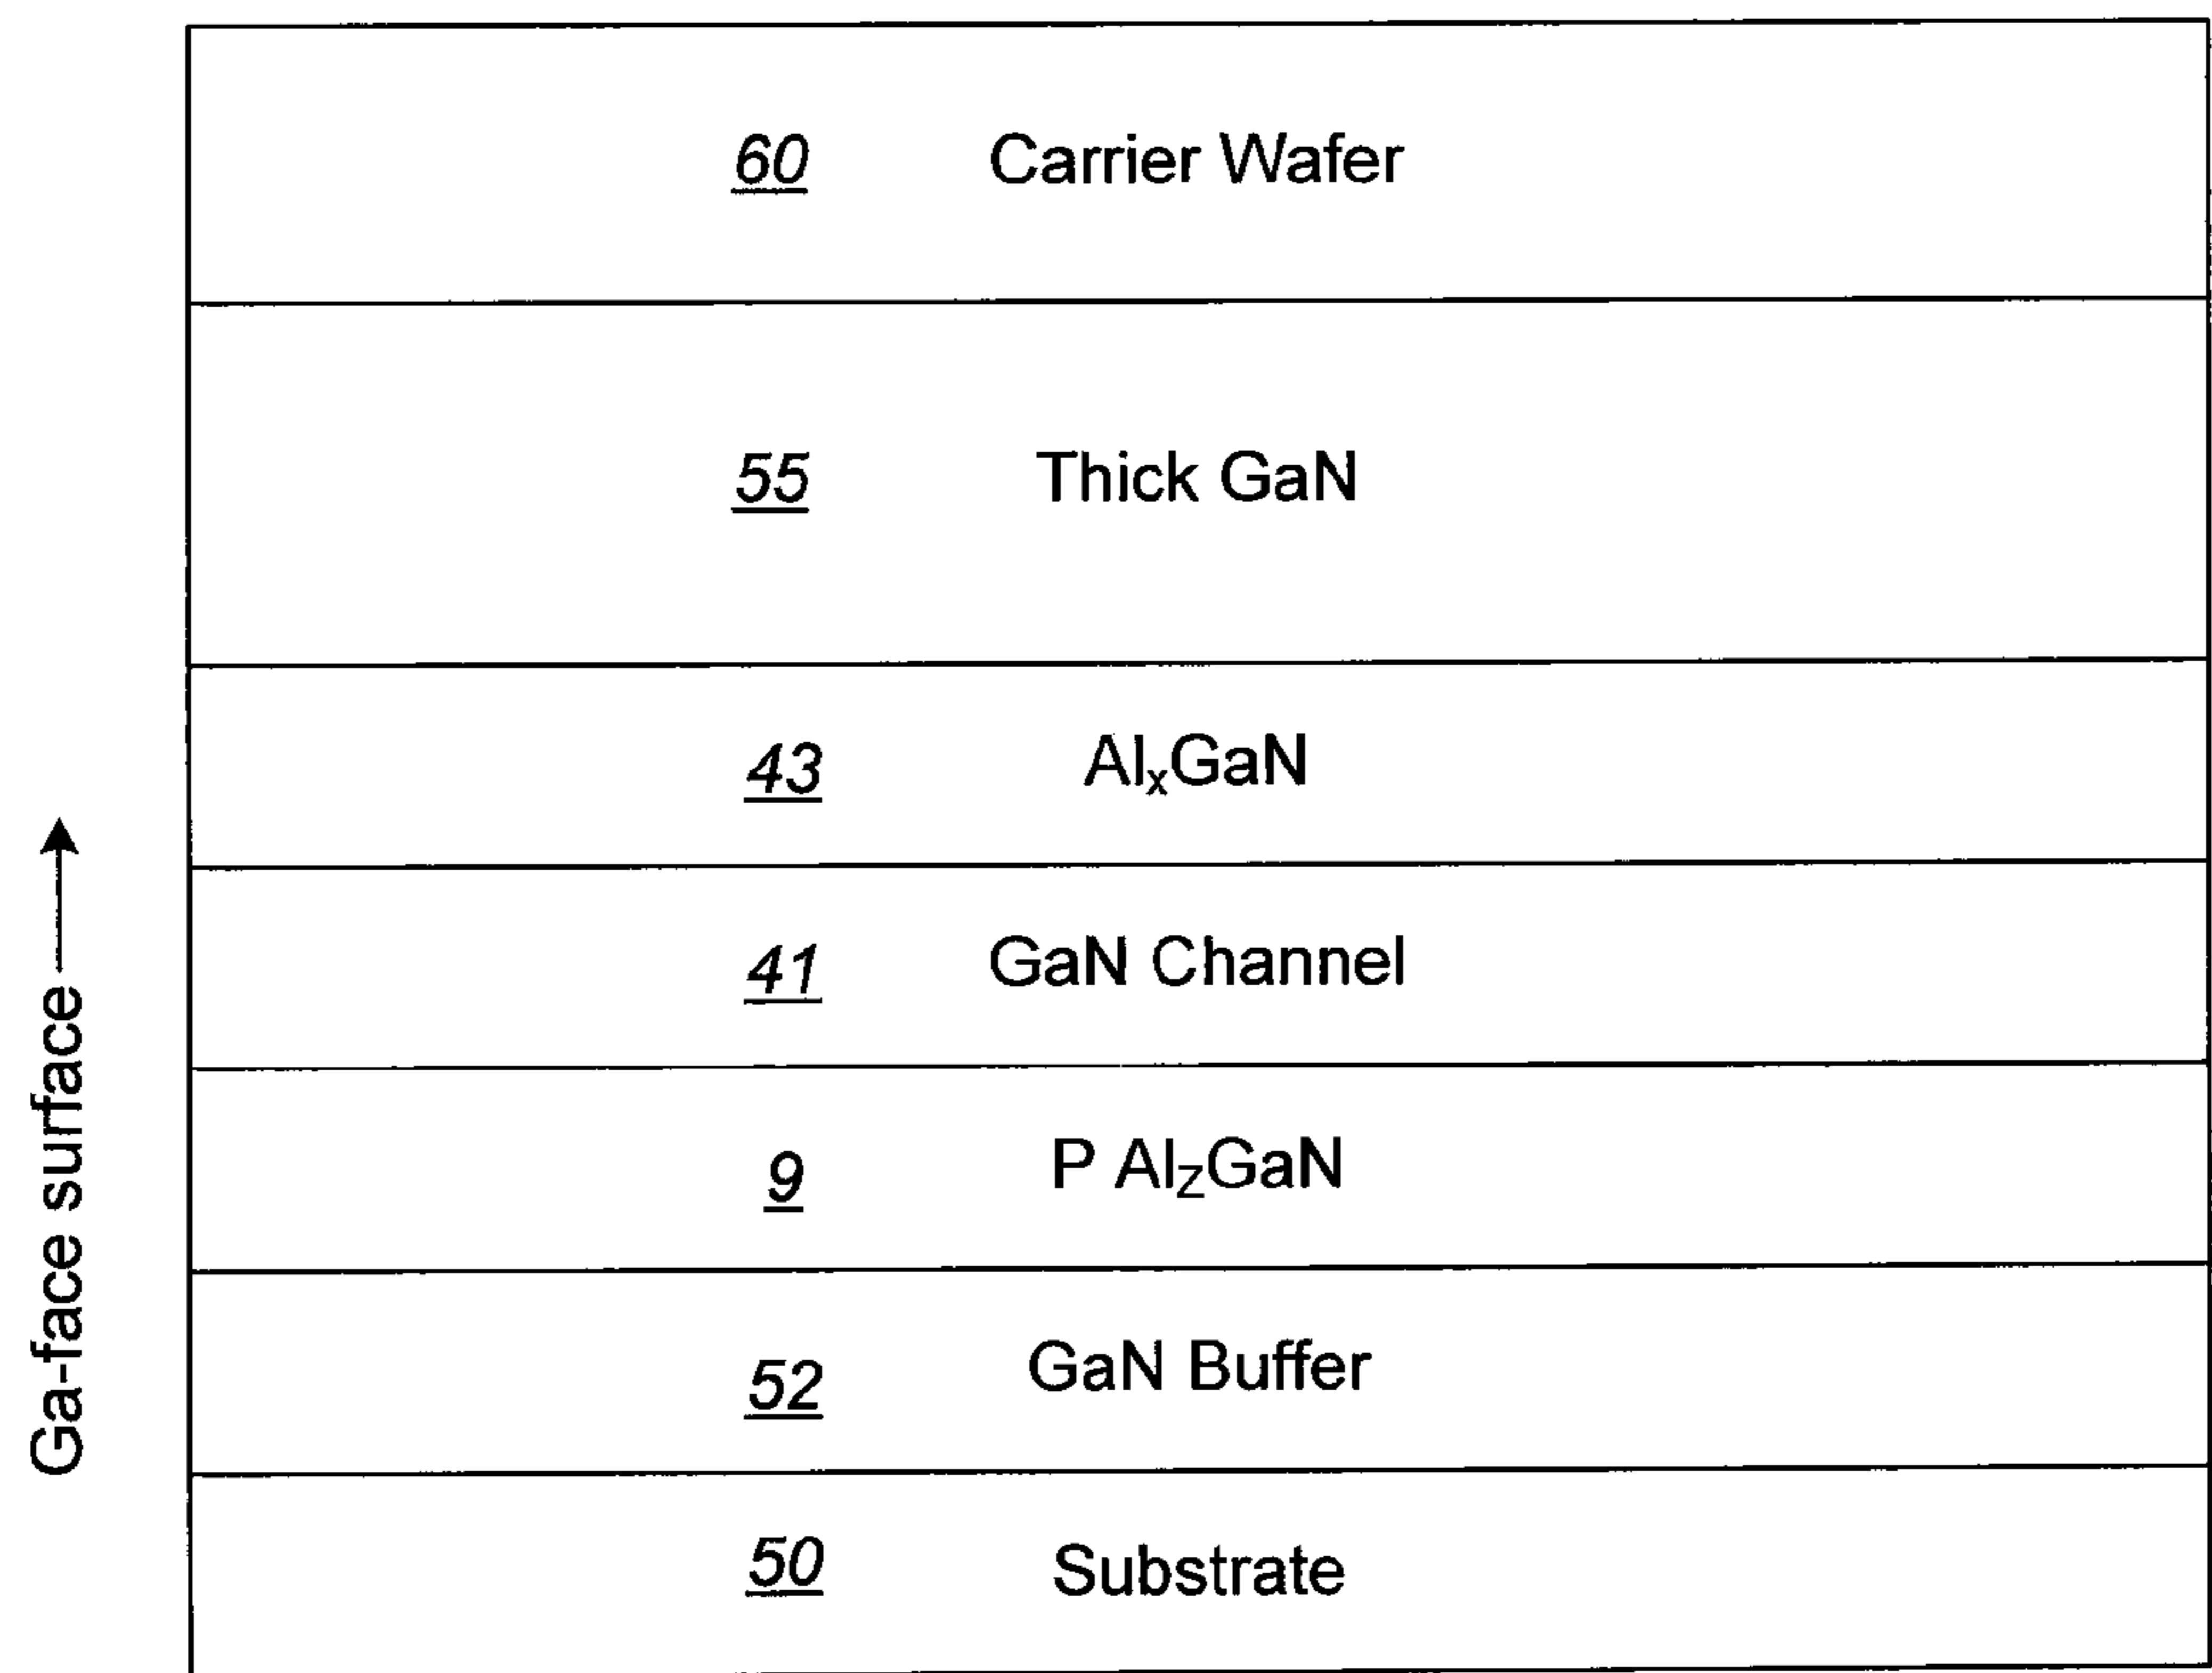 60 Carrier Wafer
55 Thick GaN
43 AlₓGaN
41 GaN Channel
9 P Al_ZGaN
52 GaN Buffer
50 Substrate
Ga-face surface